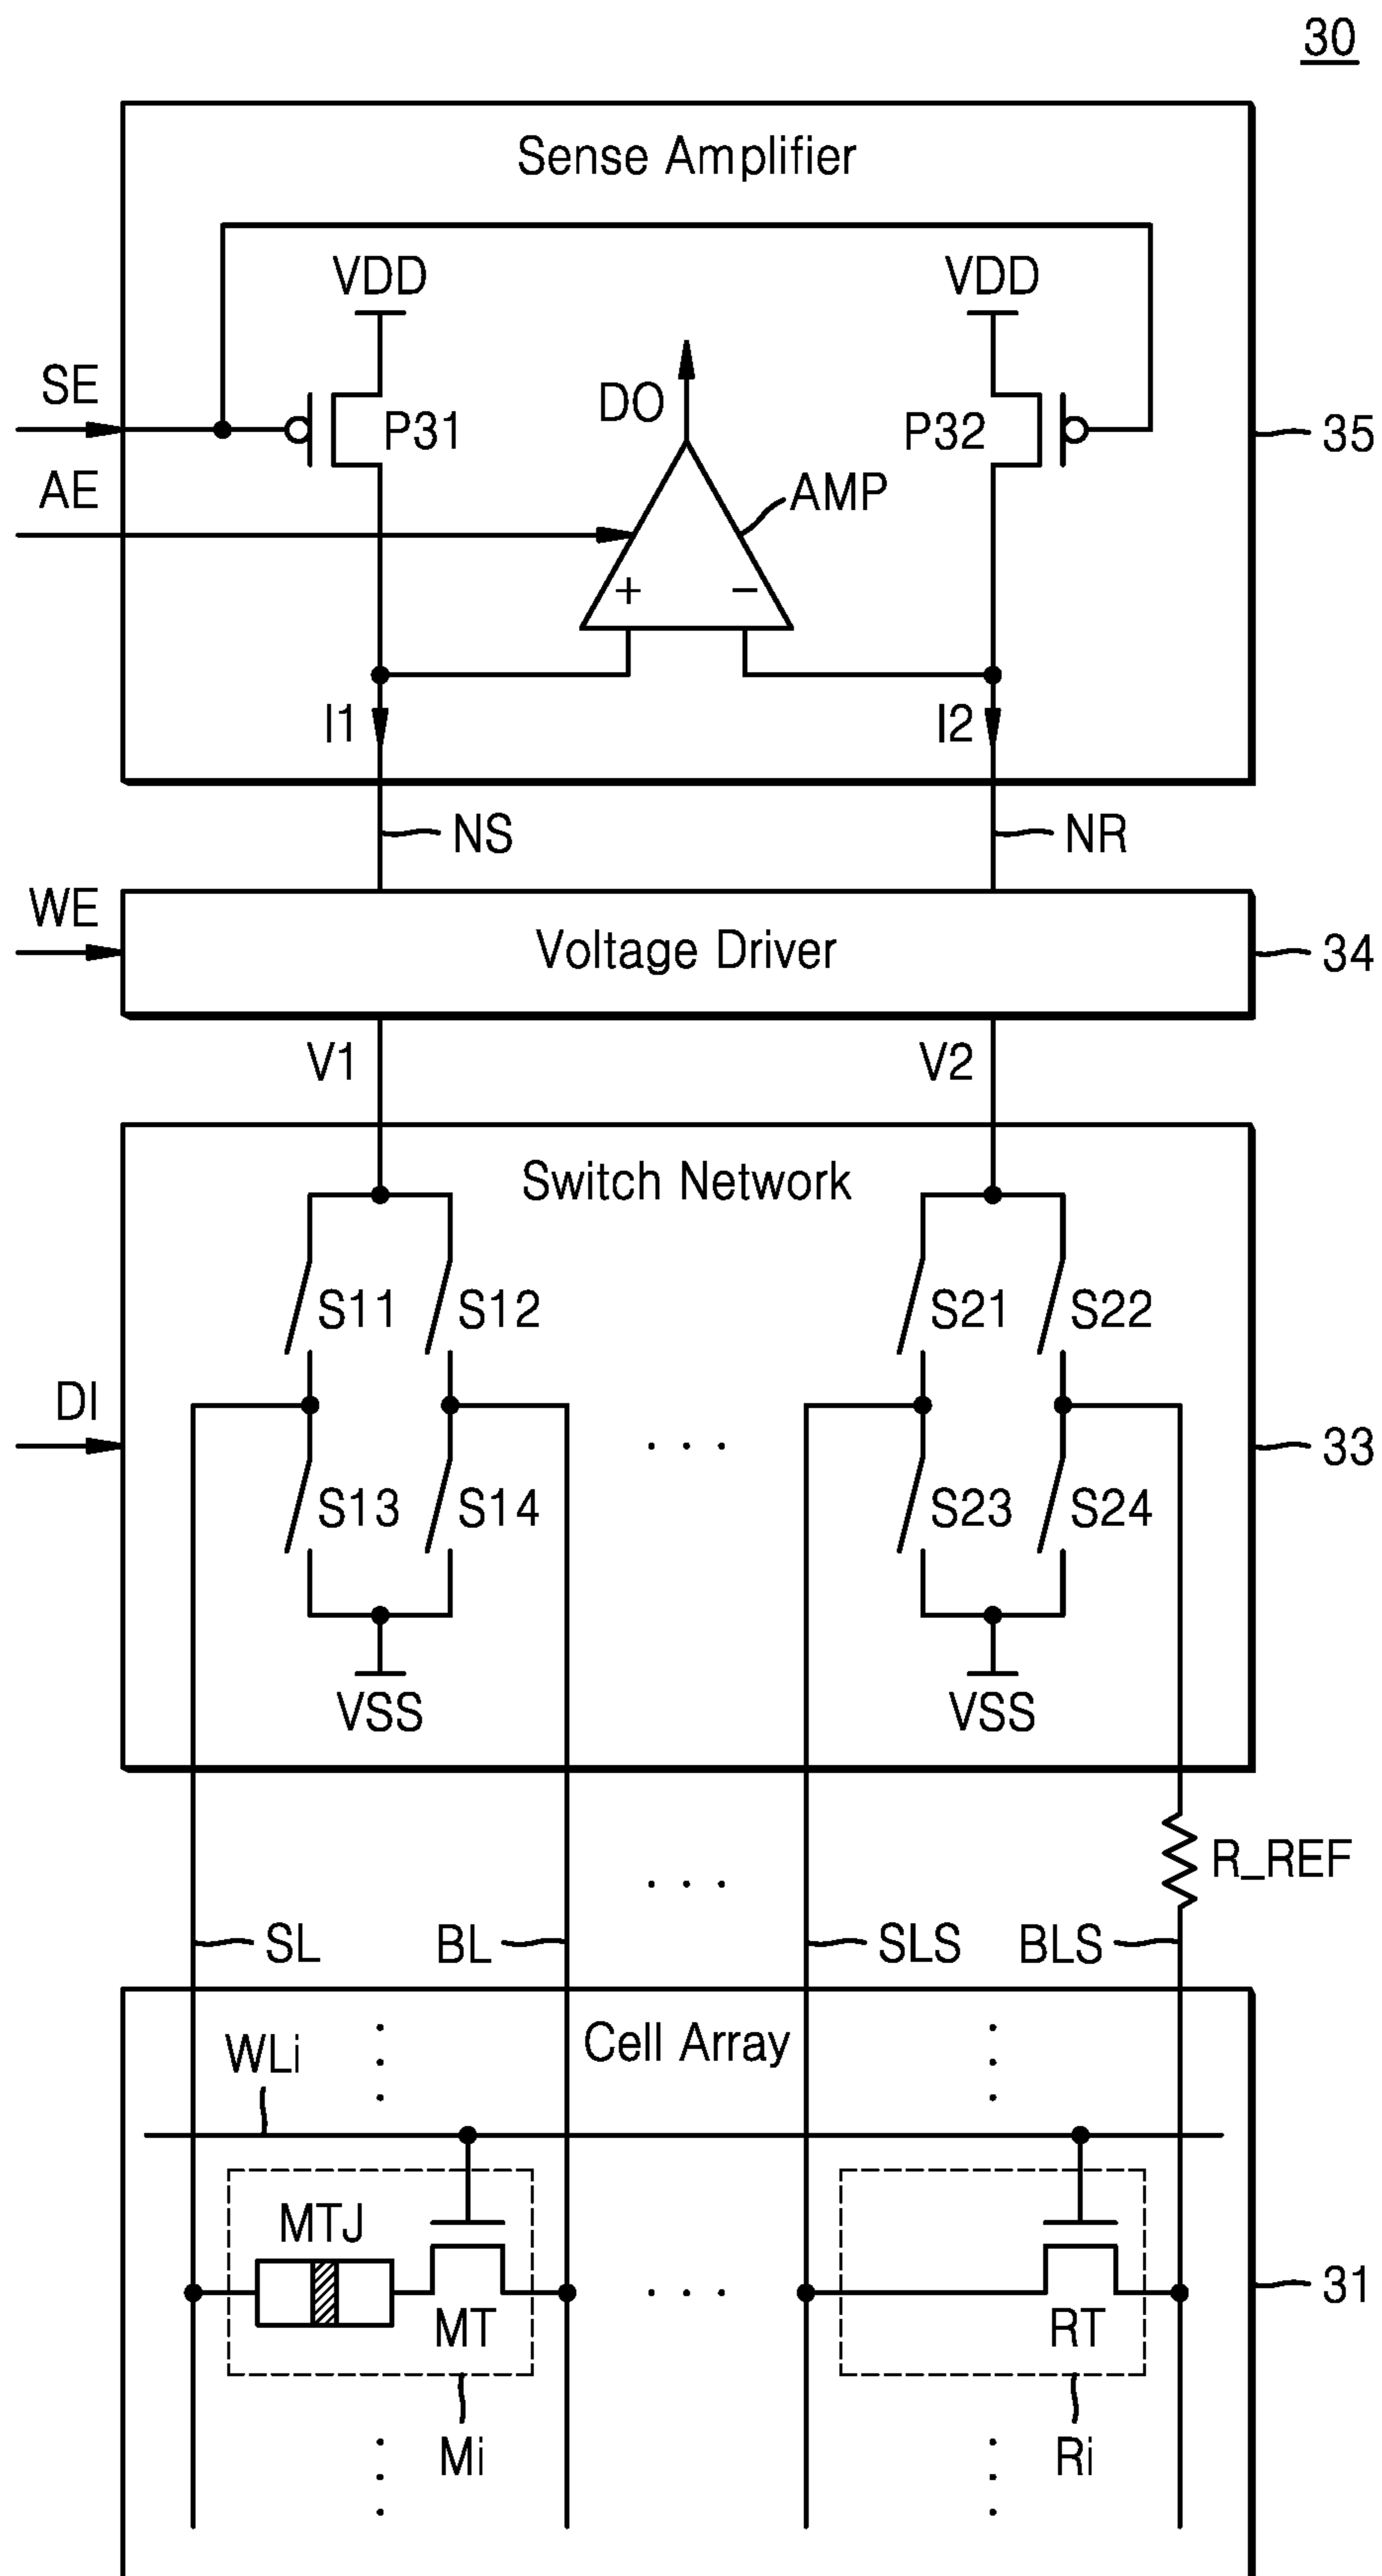 30
Sense Amplifier
VDD VDD
SE
P31 DO P32
35
AE
AMP
+ −
I1 I2
NS NR
WE
Voltage Driver
34
V1 V2
Switch Network
S11 S12 S21 S22
DI
...
33
S13 S14 S23 S24
VSS VSS
...
R_REF
SL BL SLS BLS
Cell Array
WLi
MTJ
...
31
MT RT
Mi Ri